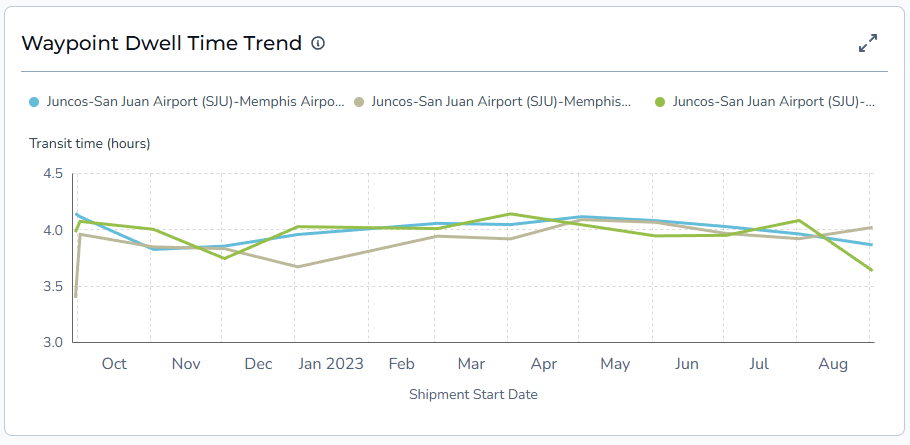 Waypoint Dwell Time Trend
Juncos-San Juan Airport (SJU)-Memphis Airpo... Juncos-San Juan Airport (SJU)-Memphis... Juncos-San Juan Airport (SJU)-...
Transit time (hours)
4.5
4.0
3.5
3.0
Oct Nov Dec Jan 2023 Feb Mar Apr May Jun Jul Aug
Shipment Start Date